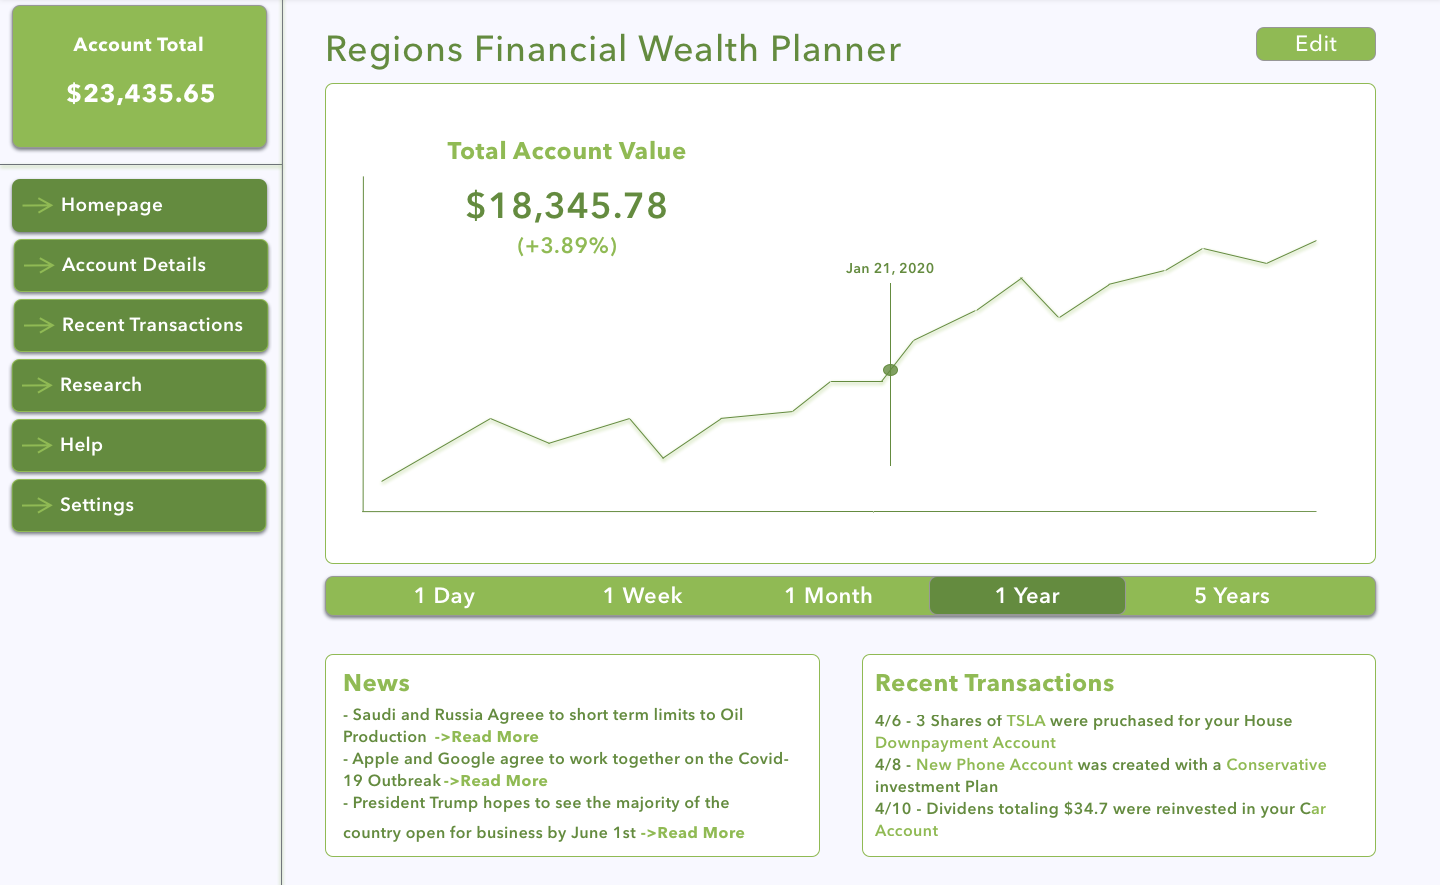 Account Total
$23,435.65
Homepage
Account Details
Recent Transactions
Research
Help
Settings
Regions Financial Wealth Planner
Edit
Total Account Value
$18,345.78
(+3.89%)
Jan 21, 2020
1 Day
1 Week
1 Month
1 Year
5 Years
News
- Saudi and Russia Agreee to short term limits to Oil
Production ->Read More
- Apple and Google agree to work together on the Covid-
19 Outbreak ->Read More
- President Trump hopes to see the majority of the
country open for business by June 1st ->Read More
Recent Transactions
4/6 - 3 Shares of TSLA were pruchased for your House
Downpayment Account
4/8 - New Phone Account was created with a Conservative
investment Plan
4/10 - Dividens totaling $34.7 were reinvested in your Car
Account